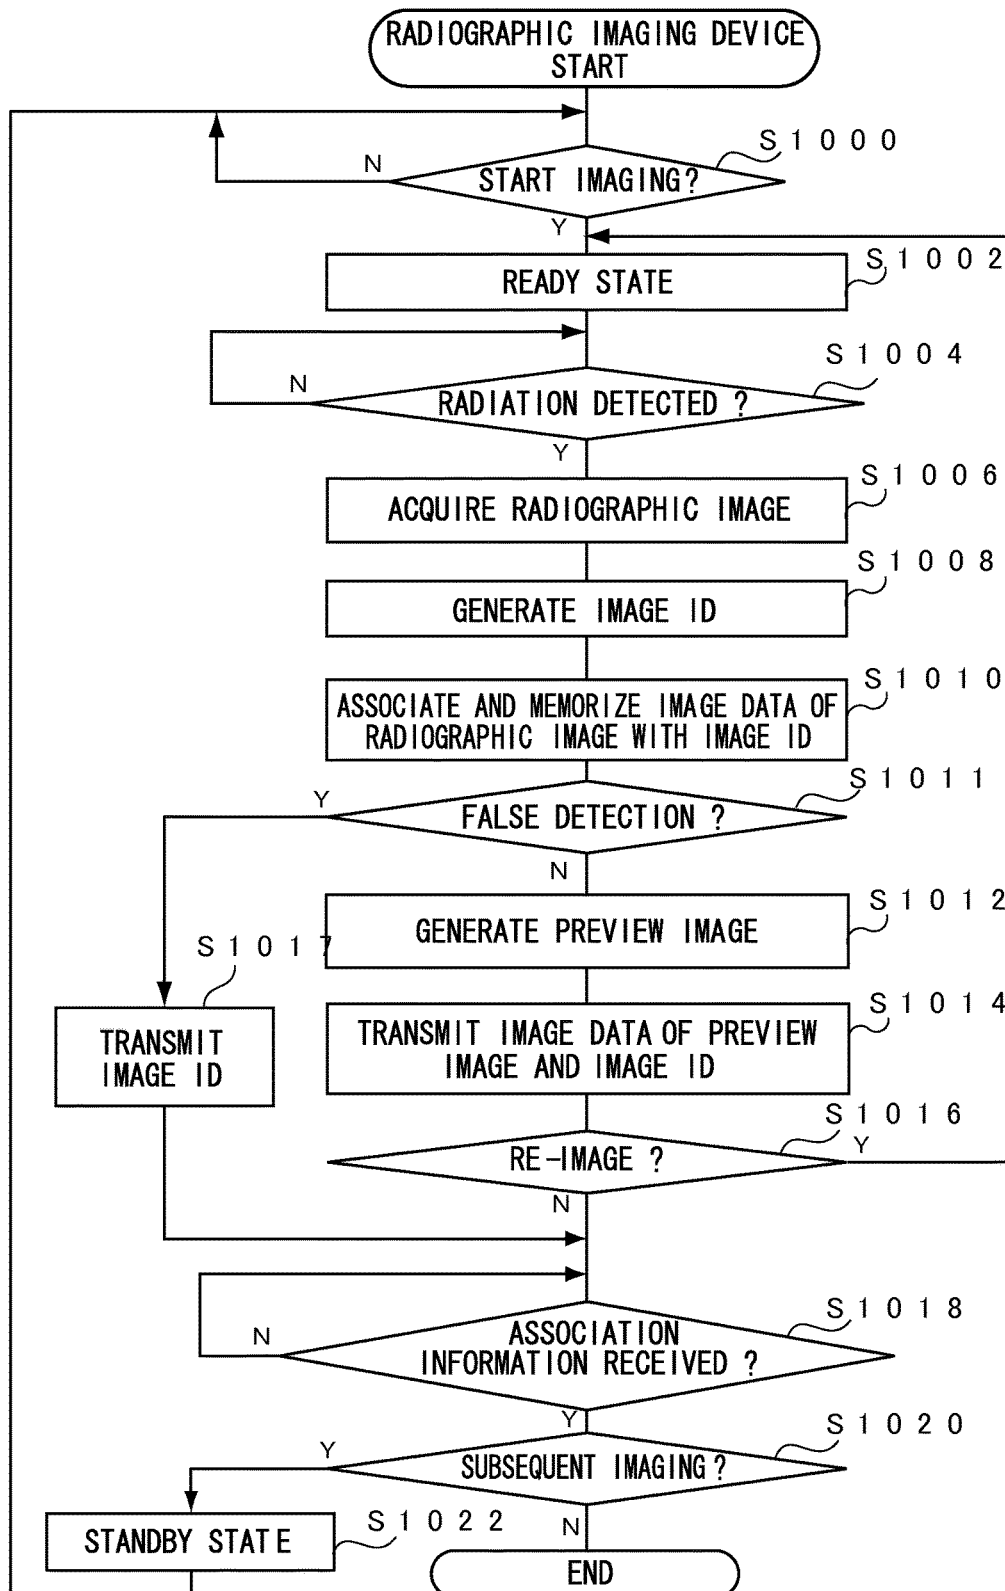 RADIOGRAPHIC IMAGING DEVICE
START
S1000
N
START IMAGING?
Y
S1002
READY STATE
S1004
N
RADIATION DETECTED ?
Y
S1006
ACQUIRE RADIOGRAPHIC IMAGE
S1008
GENERATE IMAGE ID
S1010
ASSOCIATE AND MEMORIZE IMAGE DATA OF
RADIOGRAPHIC IMAGE WITH IMAGE ID
S1011
Y
FALSE DETECTION ?
N
S1012
GENERATE PREVIEW IMAGE
S1017
S1014
TRANSMIT IMAGE DATA OF PREVIEW
IMAGE AND IMAGE ID
TRANSMIT
IMAGE ID
S1016
RE-IMAGE ?
Y
N
S1018
N
ASSOCIATION
INFORMATION RECEIVED ?
Y
S1020
Y
SUBSEQUENT IMAGING?
S1022
N
STANDBY STATE
END